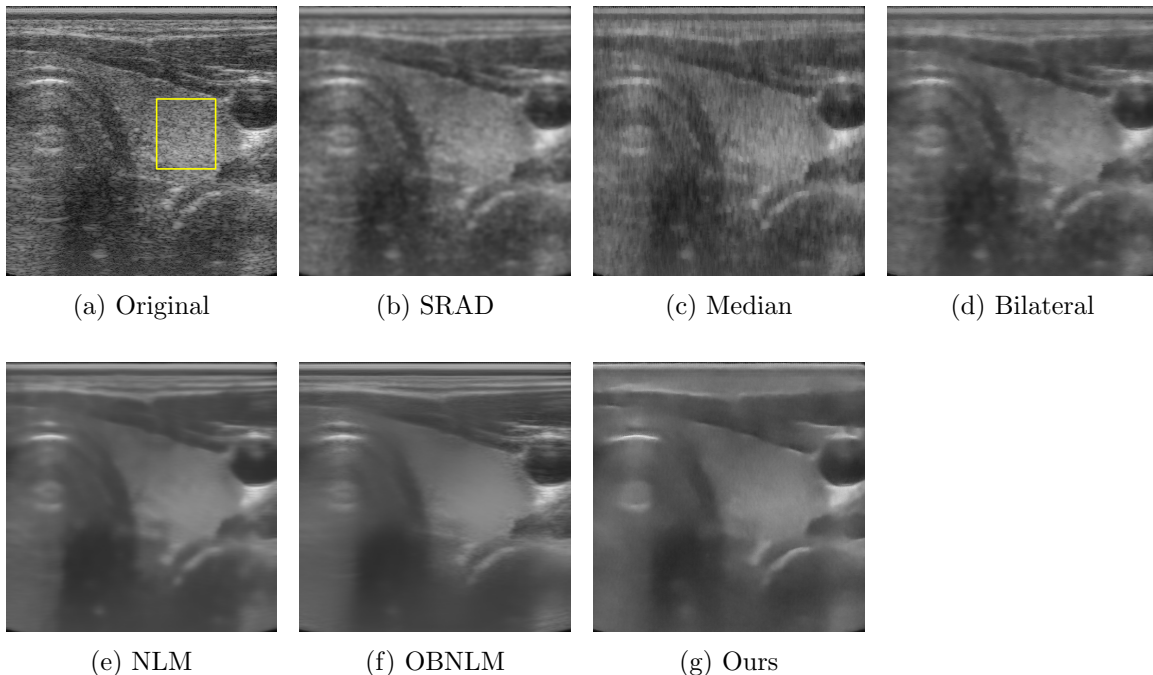 (a) Original
(b) SRAD
(c) Median
(d) Bilateral
(e) NLM
(f) OBNLM
(g) Ours